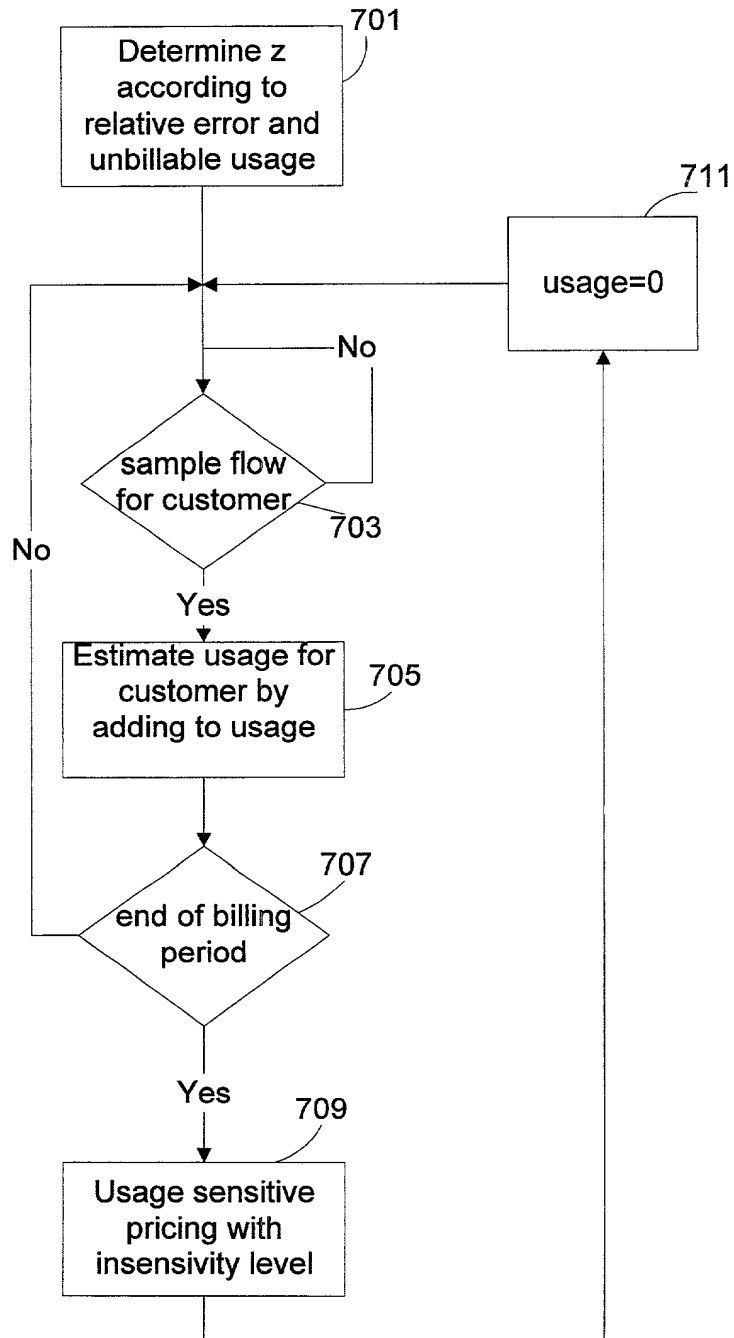 701
Determine z
according to
relative error and
unbillable usage
711
usage=0
No
sample flow
for customer
703
No
Yes
Estimate usage for
customer by
adding to usage
705
707
end of billing
period
Yes
709
Usage sensitive
pricing with
insensivity level